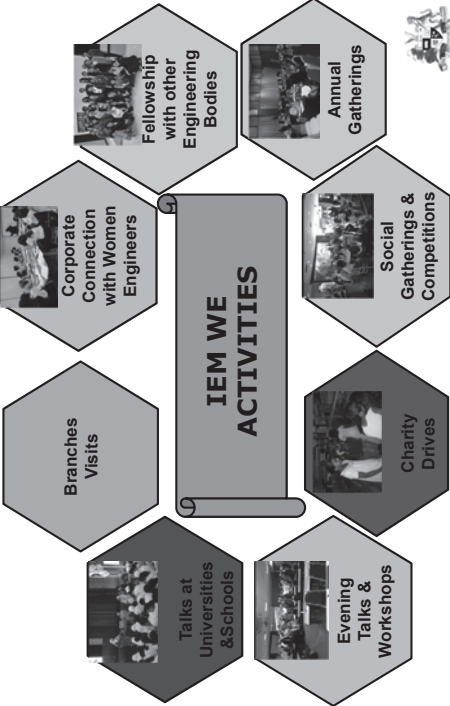 IEM WE
ACTIVITIES
Talks at
Universities
&Schools
Branches
Visits
Corporate
Connection
with Women
Engineers
Fellowship
with other
Engineering
Bodies
Evening
Talks &
Workshops
Charity
Drives
Social
Gatherings &
Competitions
Annual
Gatherings